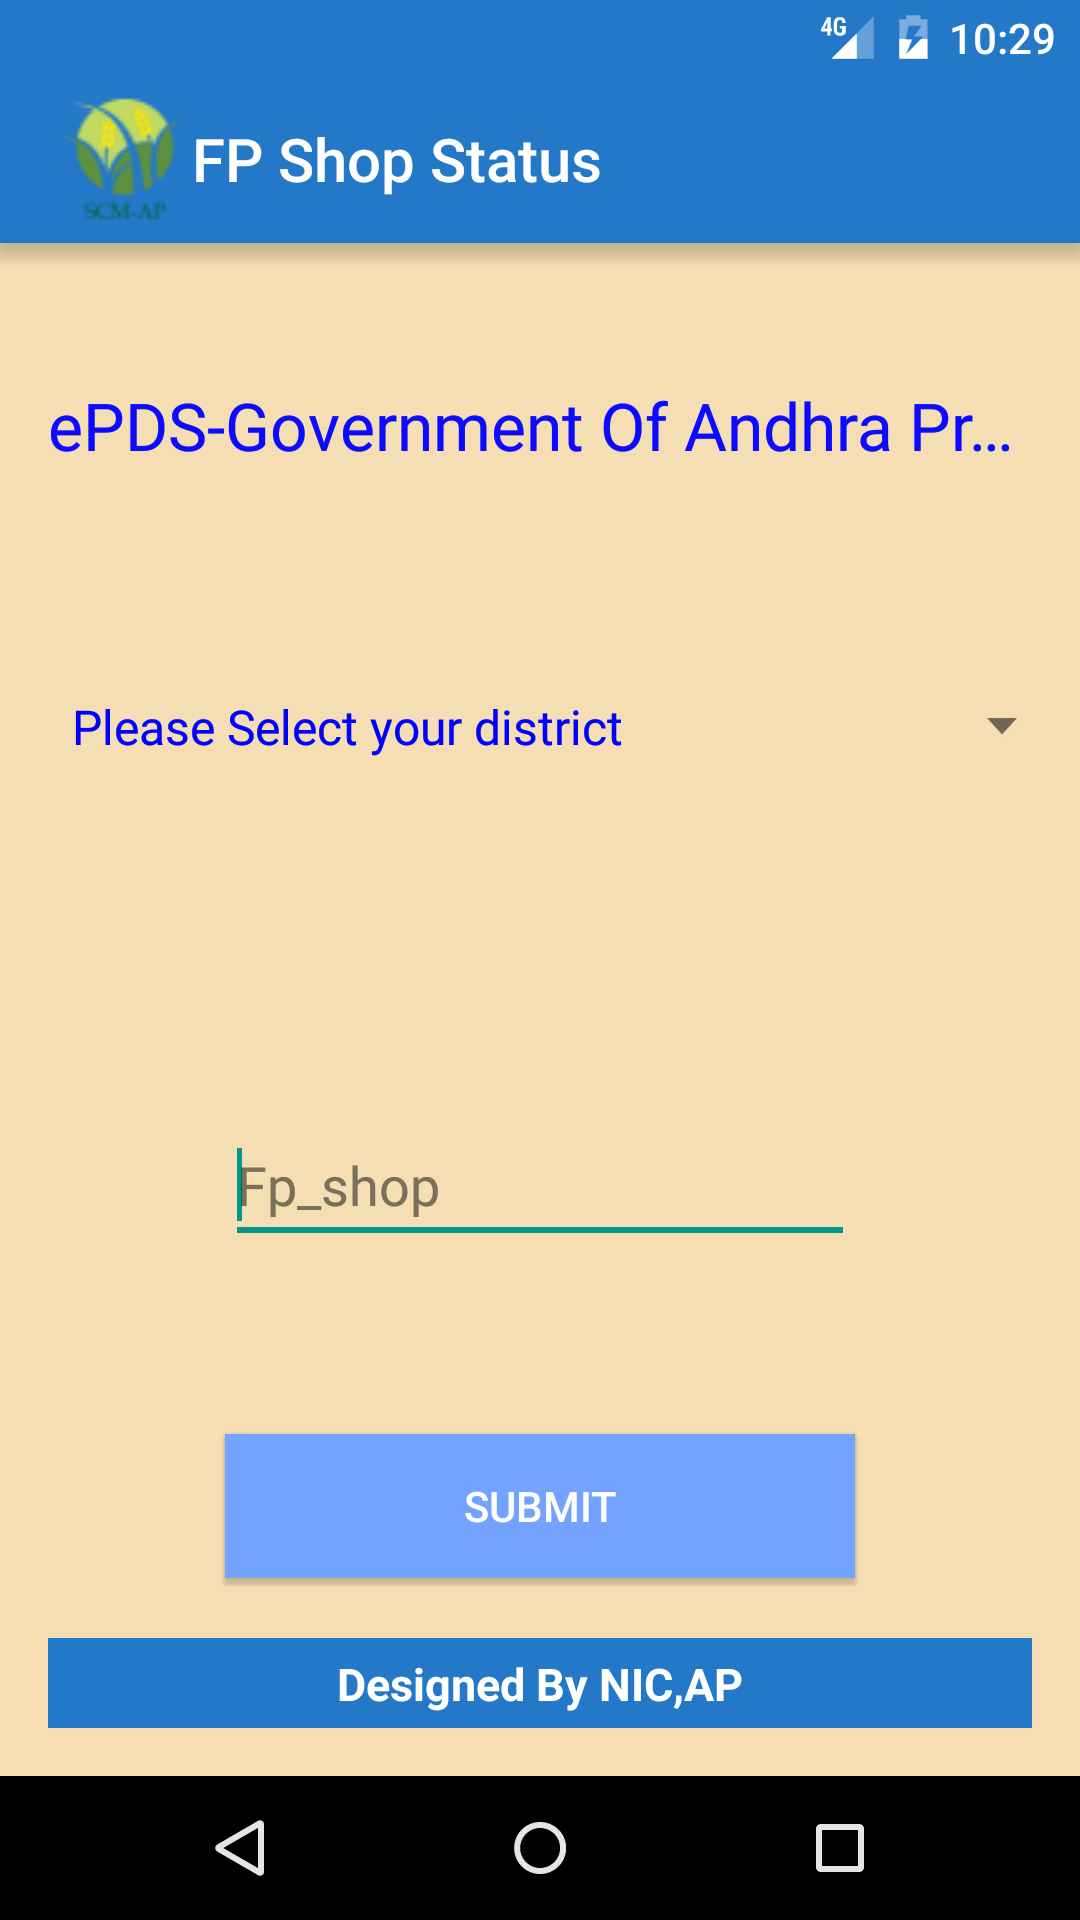 4G 10:29
FP Shop Status
SCM-AP
ePDS-Government Of Andhra Pr...
Please Select your district
Fp_shop
SUBMIT
Designed By NIC,AP